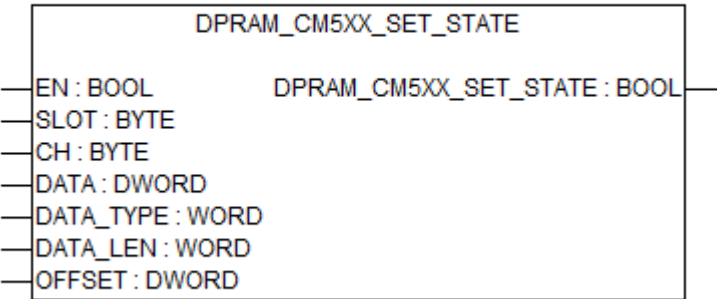 DPRAM_CM5XX_SET_STATE
EN : BOOL DPRAM_CM5XX_SET_STATE : BOOL
SLOT : BYTE
CH : BYTE
DATA : DWORD
DATA_TYPE : WORD
DATA_LEN : WORD
OFFSET : DWORD